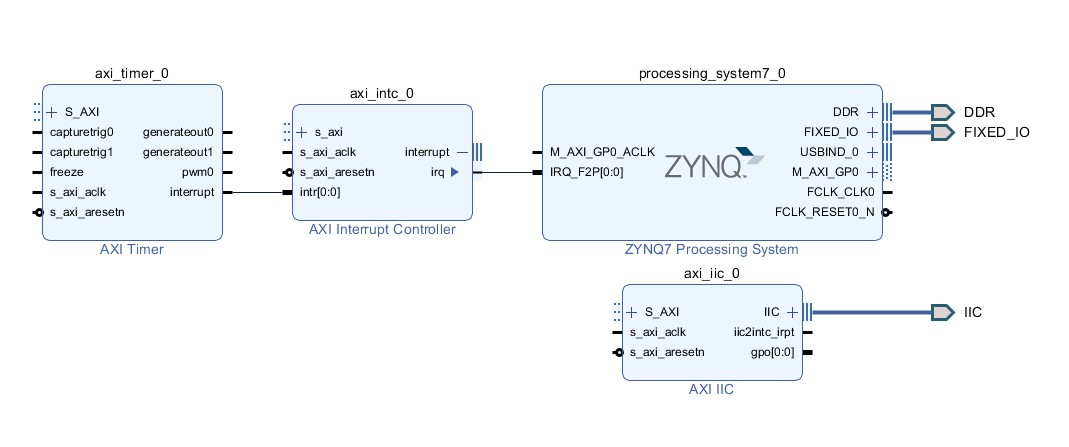 axi_timer_0
S_AXI
capturetrig0
capturetrig1
freeze
s_axi_aclk
s_axi_aresetn
generateout0
generateout1
pwm0
interrupt
AXI Timer
axi_intc_0
s_axi
s_axi_aclk
s_axi_aresetn
intr[0:0]
interrupt
irq
AXI Interrupt Controller
processing_system7_0
M_AXI_GP0_ACLK
IRQ_F2P[0:0]
ZYNQ
DDR
FIXED_IO
USBIND_0
M_AXI_GP0
FCLK_CLK0
FCLK_RESET0_N
ZYNQ7 Processing System
DDR
FIXED_IO
axi_iic_0
S_AXI
s_axi_aclk
s_axi_aresetn
IIC
iic2intc_irpt
gpo[0:0]
AXI IIC
IIC